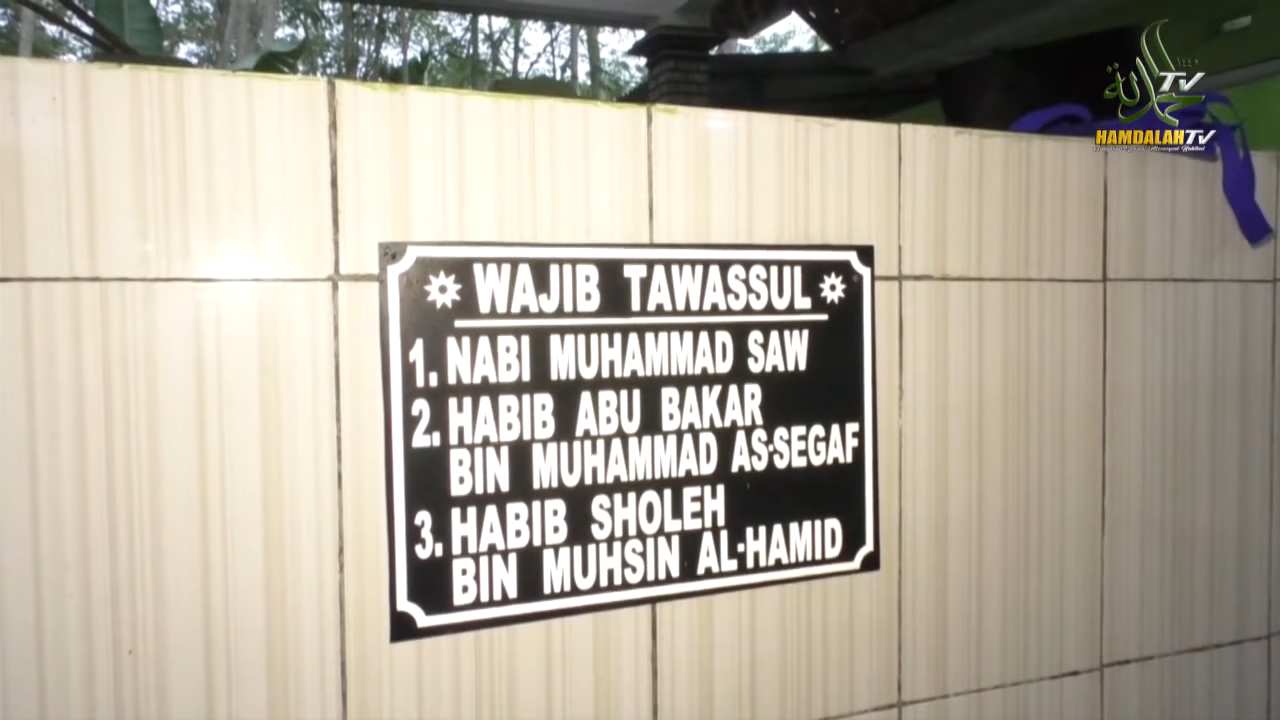 TV
HAMDALAHTV
WAJIB TAWASSUL
1. NABI MUHAMMAD SAW
2. HABIB ABU BAKAR
BIN MUHAMMAD AS-SEGAF
3. HABIB SHOLEH
BIN MUHSIN AL-HAMID